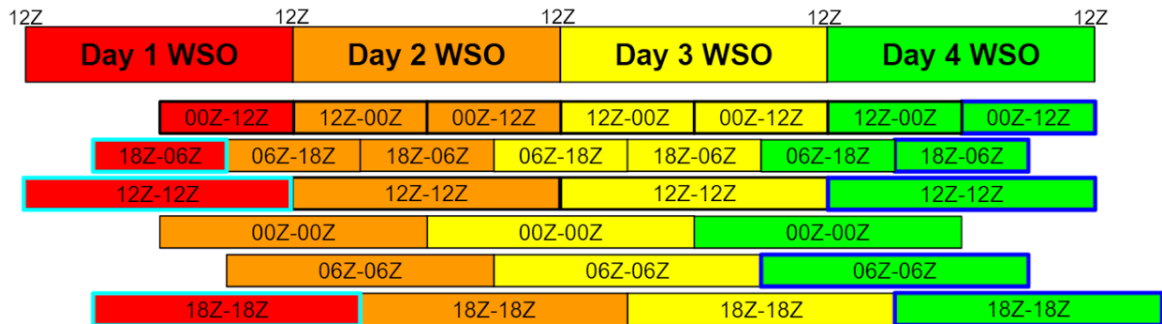 12Z 12Z 12Z 12Z 12Z
Day 1 WSO Day 2 WSO Day 3 WSO Day 4 WSO
00Z-12Z 12Z-00Z 00Z-12Z 12Z-00Z 00Z-12Z 12Z-00Z 00Z-12Z
18Z-06Z 06Z-18Z 18Z-06Z 06Z-18Z 18Z-06Z 06Z-18Z 18Z-06Z
12Z-12Z 12Z-12Z 12Z-12Z 12Z-12Z
00Z-00Z 00Z-00Z 00Z-00Z
06Z-06Z 06Z-06Z 06Z-06Z
18Z-18Z 18Z-18Z 18Z-18Z 18Z-18Z